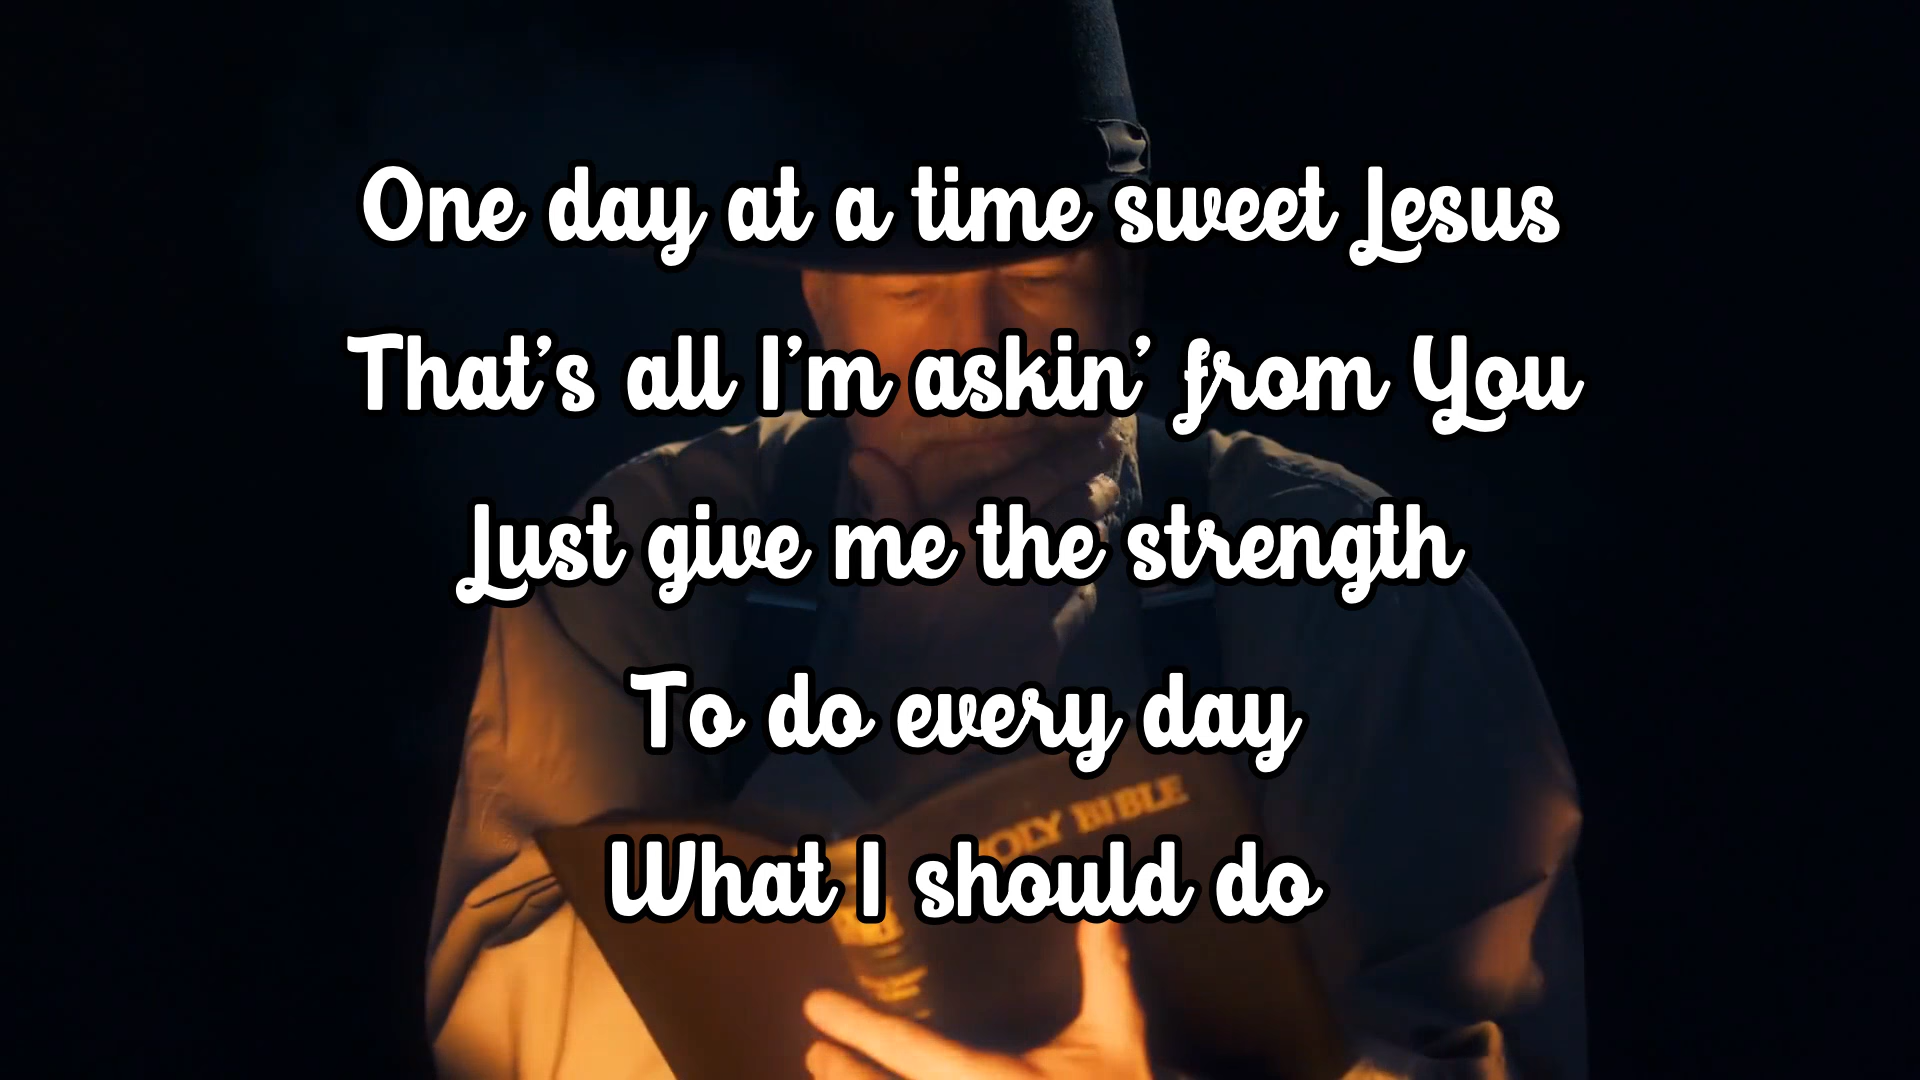 One day at a time sweet Jesus
That's all I'm askin' from You
Just give me the strength
To do every day
What I should do
HOLY BIBLE